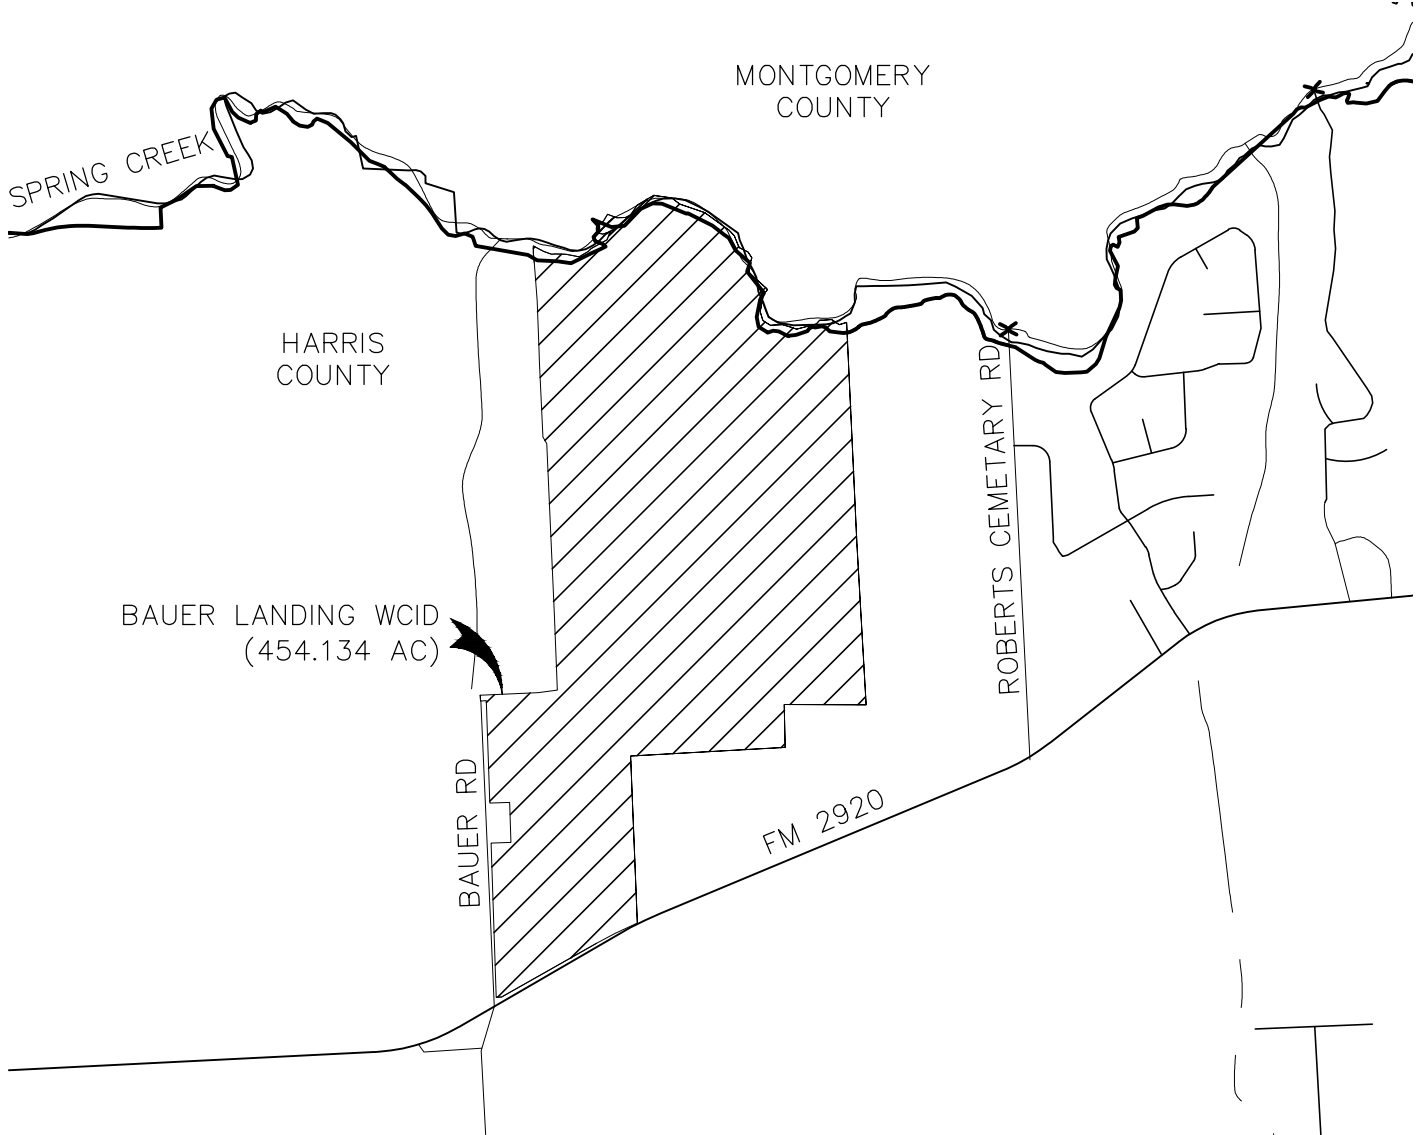 MONTGOMERY
COUNTY
SPRING CREEK
HARRIS
COUNTY
ROBERTS CEMETARY RD
BAUER LANDING WCID
(454.134 AC)
BAUER RD
FM 2920